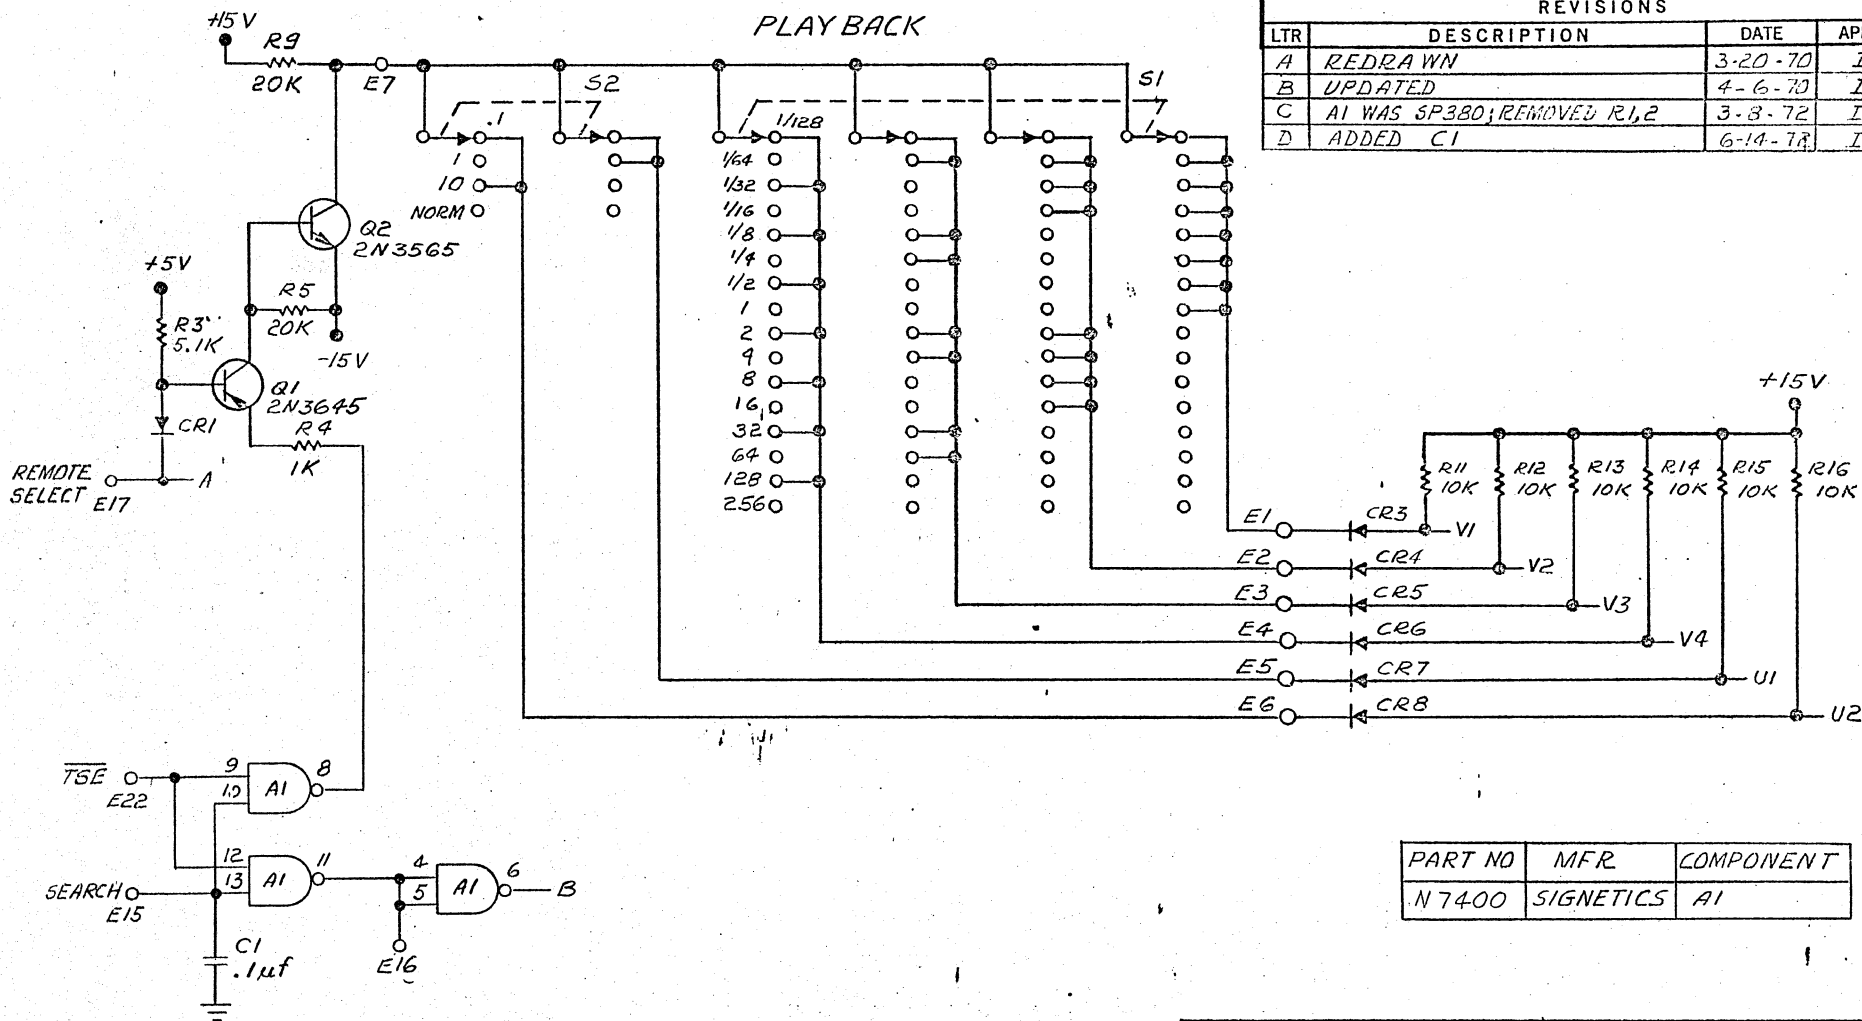 PLAY BACK
REVISIONS
LTR DESCRIPTION DATE
A REDRAWN 3-20-70
B UPDATED 4-6-70
C A1 WAS SP380; REMOVED R1,2 3-8-72
D ADDED C1
+15V
R9
20K
E7
S2
S1
.1
1
10
NORM
1/128
1/64
1/32
1/16
1/8
1/4
1/2
1
2
4
8
16
32
64
128
256
Q2
2N3565
+5V
R5
20K
-15V
R3
5.1K
Q1
2N3645
CR1
R4
1K
REMOTE
SELECT
E17
A
+15V
R11
10K
R12
10K
R13
10K
R14
10K
R15
10K
R16
10K
E1 CR3 V1
E2 CR4 V2
E3 CR5 V3
E4 CR6 V4
E5 CR7 U1
E6 CR8 U2
TSE
E22
9
10
A1
8
12
13
A1
11
4
5
A1
6
B
SEARCH
E15
C1
.1µf
E16
PART NO MFR COMPONENT
N7400 SIGNETICS A1